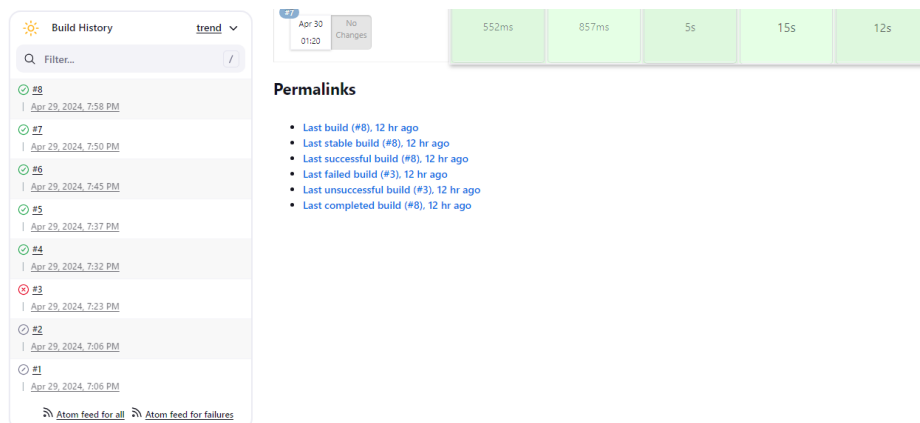 Build History
trend
Filter...
/
#8
Apr 29, 2024, 7:58 PM
#7
Apr 29, 2024, 7:50 PM
#6
Apr 29, 2024, 7:45 PM
#5
Apr 29, 2024, 7:37 PM
#4
Apr 29, 2024, 7:32 PM
#3
Apr 29, 2024, 7:23 PM
#2
Apr 29, 2024, 7:06 PM
#1
Apr 29, 2024, 7:06 PM
Atom feed for all Atom feed for failures
#7
Apr 30
01:20
No
Changes
552ms 857ms 5s 15s 12s
Permalinks
Last build (#8), 12 hr ago
Last stable build (#8), 12 hr ago
Last successful build (#8), 12 hr ago
Last failed build (#3), 12 hr ago
Last unsuccessful build (#3), 12 hr ago
Last completed build (#8), 12 hr ago